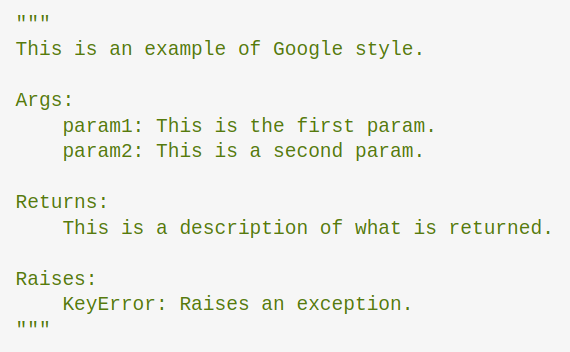 """
This is an example of Google style.

Args:
    param1: This is the first param.
    param2: This is a second param.

Returns:
    This is a description of what is returned.

Raises:
    KeyError: Raises an exception.
"""